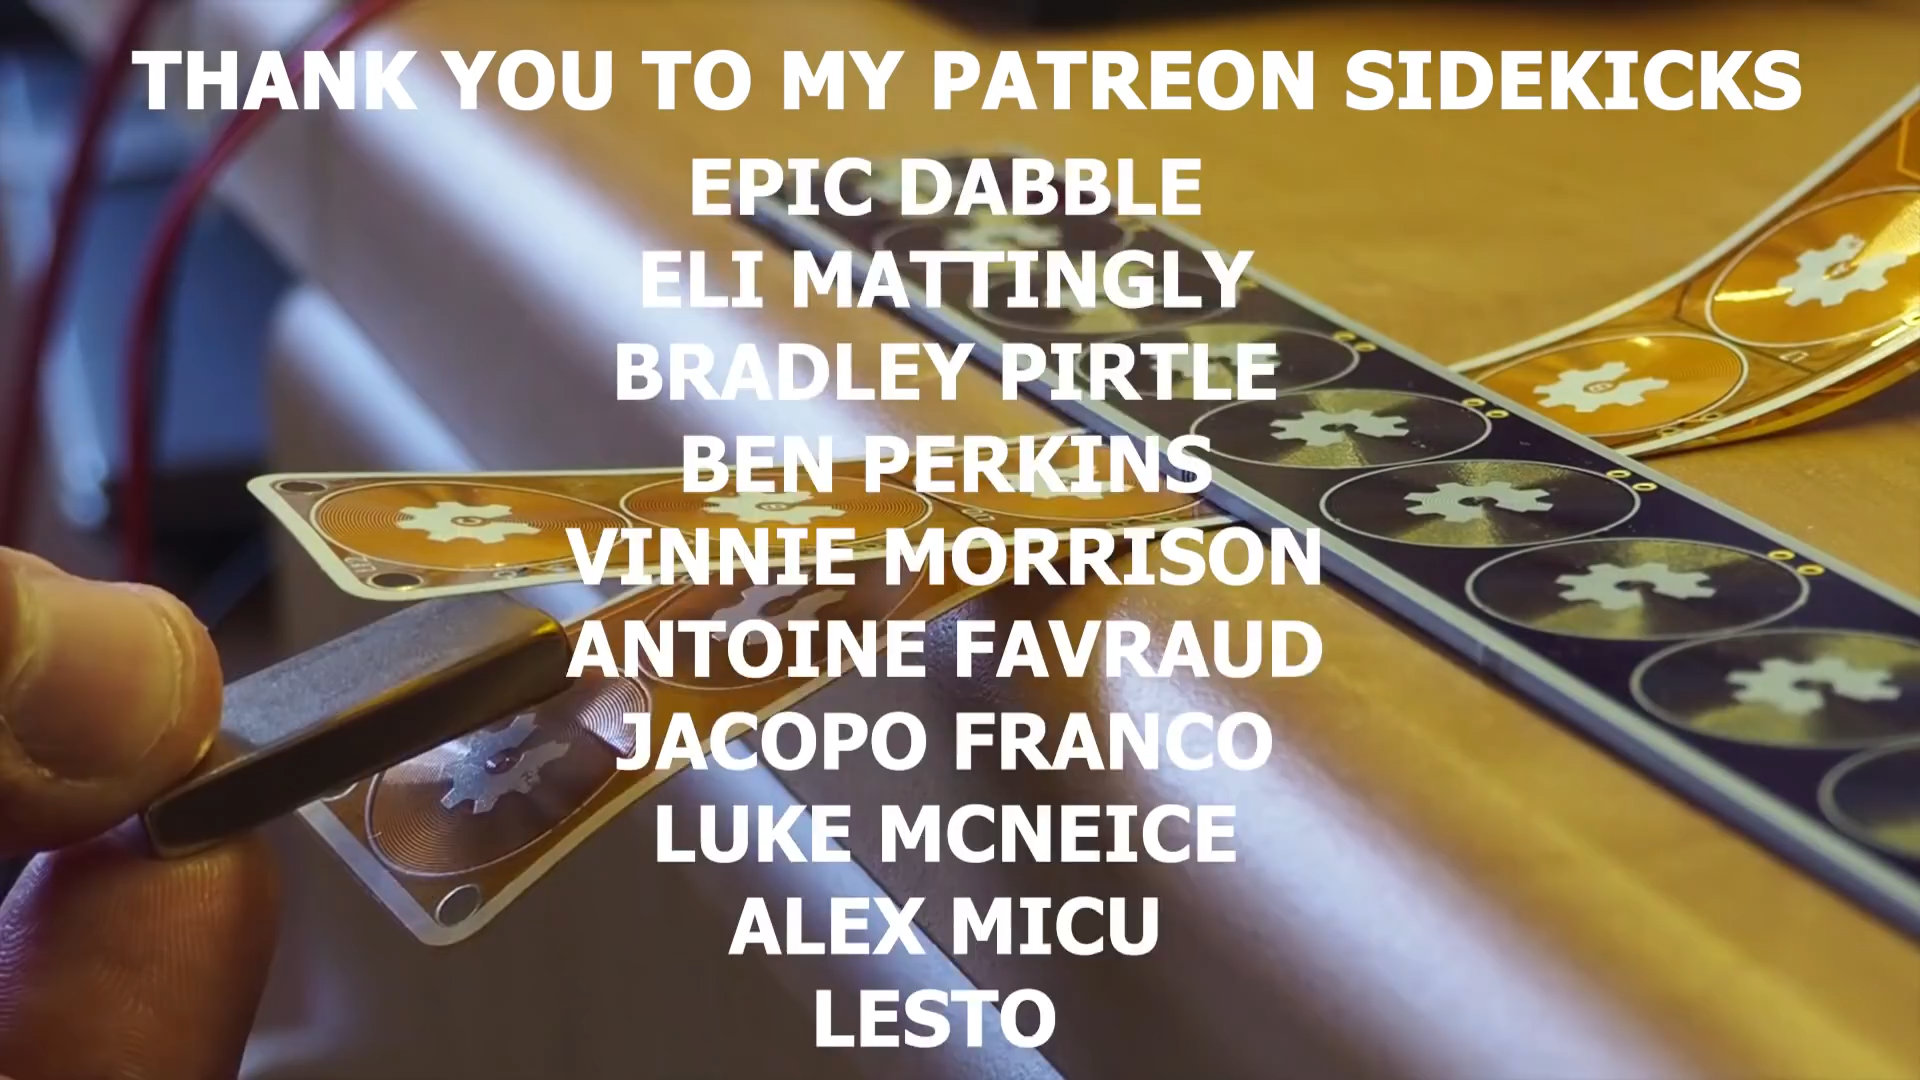 THANK YOU TO MY PATREON SIDEKICKS
EPIC DABBLE
ELI MATTINGLY
BRADLEY PIRTLE
BEN PERKINS
VINNIE MORRISON
ANTOINE FAVRAUD
JACOPO FRANCO
LUKE MCNEICE
ALEX MICU
LESTO